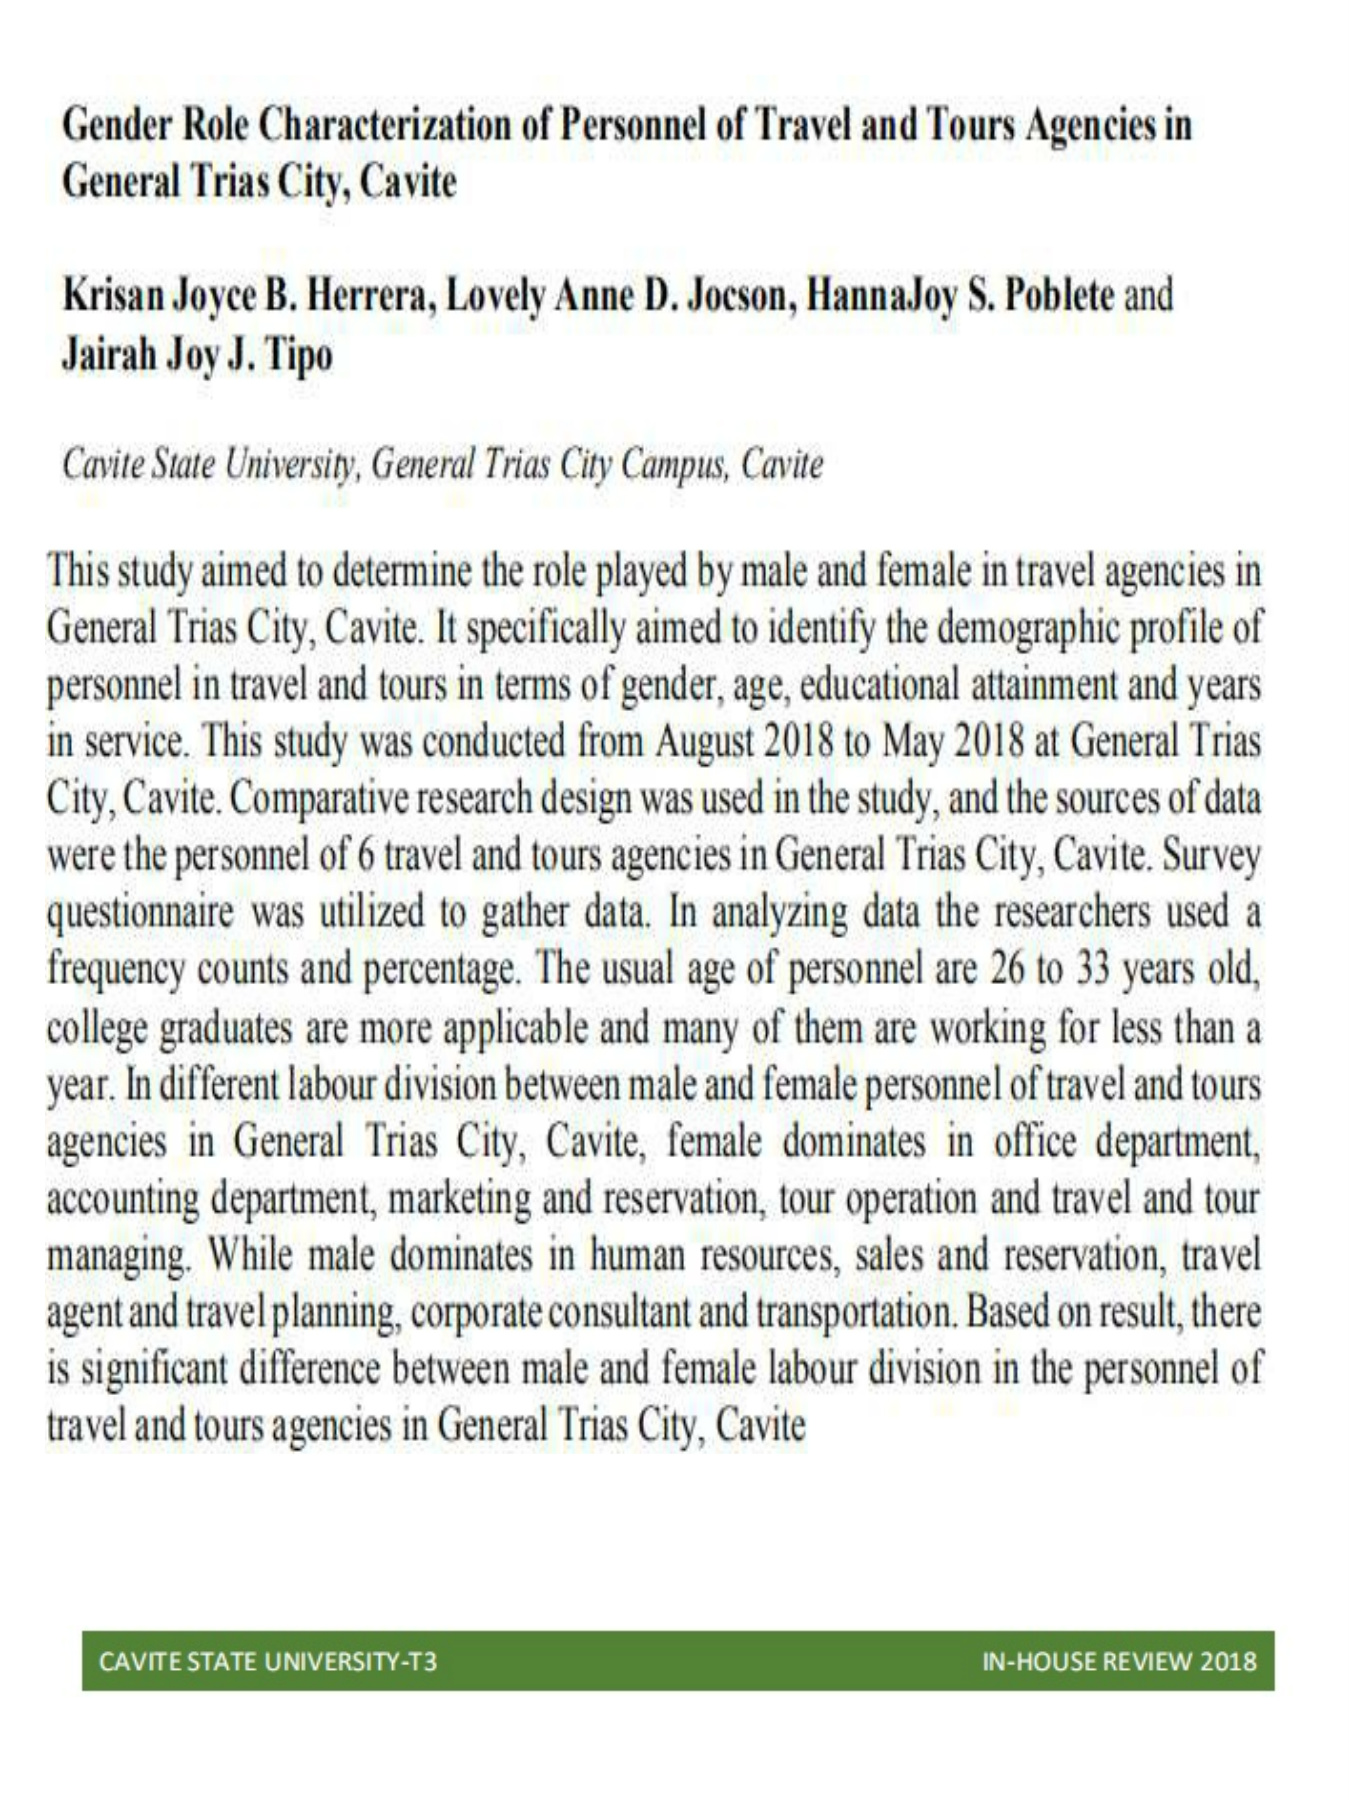 Gender Role Characterization of Personnel of Travel and Tours Agencies in
General Trias City, Cavite
Krisan Joyce B. Herrera, Lovely Anne D. Jocson, HannaJoy S. Poblete and
Jairah Joy J. Tipo
Cavite State University, General Trias City Campus, Cavite
This study aimed to determine the role played by male and female in travel agencies in
General Trias City, Cavite. It specifically aimed to identify the demographic profile of
personnel in travel and tours in terms of gender, age, educational attainment and years
in service. This study was conducted from August 2018 to May 2018 at General Trias
City, Cavite. Comparative research design was used in the study, and the sources of data
were the personnel of 6 travel and tours agencies in General Trias City, Cavite. Survey
questionnaire was utilized to gather data. In analyzing data the researchers used a
frequency counts and percentage. The usual age of personnel are 26 to 33 years old,
college graduates are more applicable and many of them are working for less than a
year. In different labour division between male and female personnel of travel and tours
agencies in General Trias City, Cavite, female dominates in office department,
accounting department, marketing and reservation, tour operation and travel and tour
managing. While male dominates in human resources, sales and reservation, travel
agent and travel planning, corporate consultant and transportation. Based on result, there
is significant difference between male and female labour division in the personnel of
travel and tours agencies in General Trias City, Cavite
CAVITE STATE UNIVERSITY-T3 IN-HOUSE REVIEW 2018